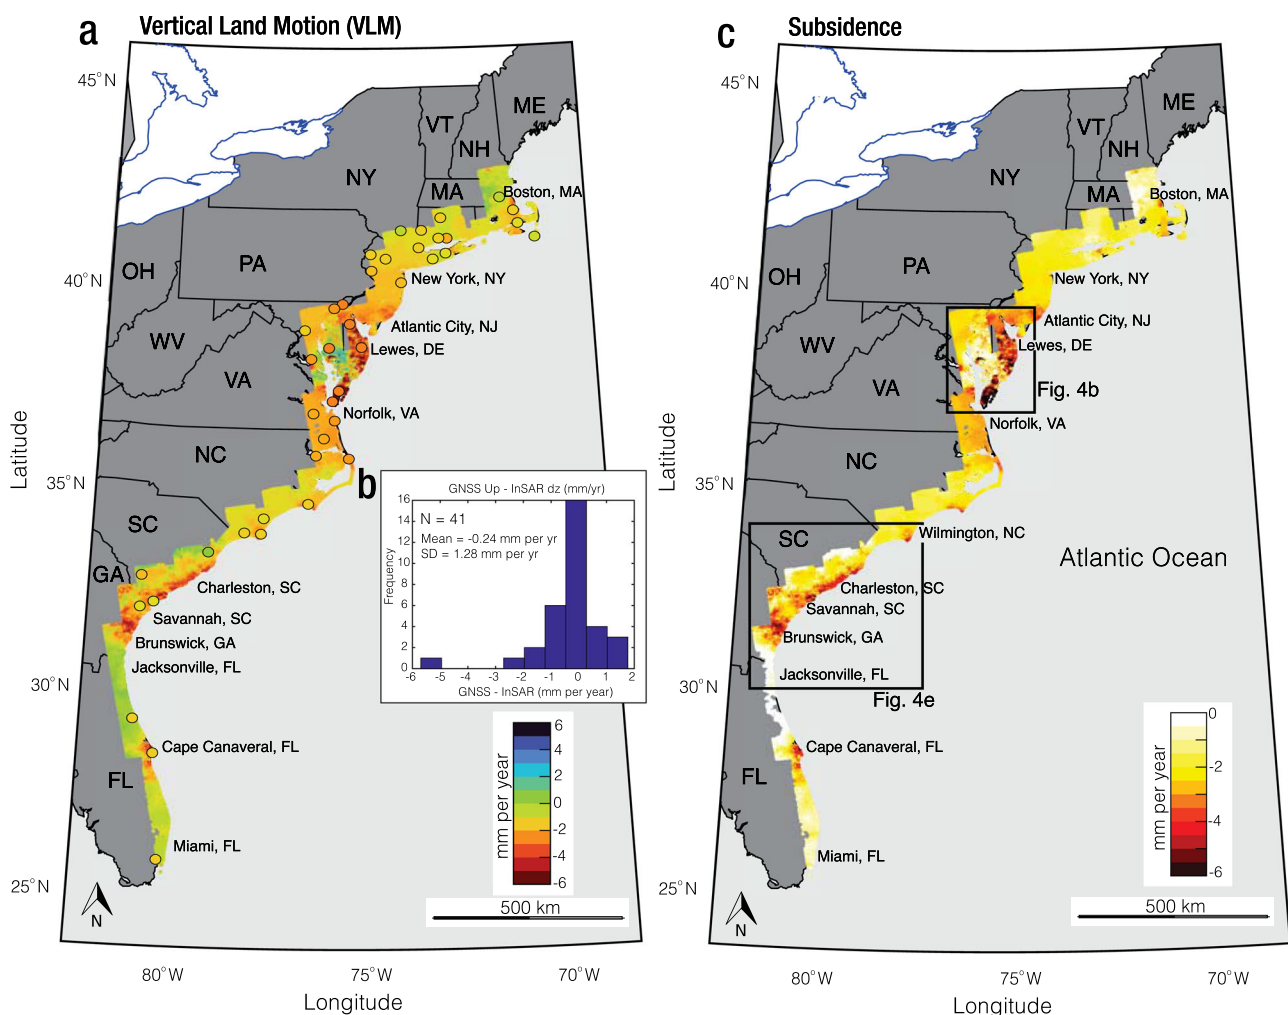 a Vertical Land Motion (VLM)
45°N
40°N
35°N
30°N
25°N
Latitude
ME
VT
NH
NY
MA
Boston, MA
PA
OH
New York, NY
Atlantic City, NJ
WV
Lewes, DE
VA
Norfolk, VA
NC
SC
GA
Charleston, SC
Savannah, SC
Brunswick, GA
Jacksonville, FL
Cape Canaveral, FL
FL
Miami, FL
N
mm per year
6
4
2
0
-2
-4
-6
500 km
80°W 75°W 70°W
Longitude
b
GNSS Up - InSAR dz (mm/yr)
N = 41
Mean = -0.24 mm per yr
SD = 1.28 mm per yr
Frequency
16
14
12
10
8
6
4
2
0
-6 -5 -4 -3 -2 -1 0 1 2
GNSS - InSAR (mm per year)
c Subsidence
45°N
40°N
35°N
30°N
25°N
Latitude
ME
VT
NH
NY
MA
Boston, MA
PA
OH
New York, NY
Atlantic City, NJ
WV
Lewes, DE
VA
Fig. 4b
Norfolk, VA
NC
SC
Wilmington, NC
Atlantic Ocean
Charleston, SC
Savannah, SC
Brunswick, GA
Jacksonville, FL
Fig. 4e
Cape Canaveral, FL
FL
Miami, FL
N
mm per year
0
-2
-4
-6
500 km
80°W 75°W 70°W
Longitude